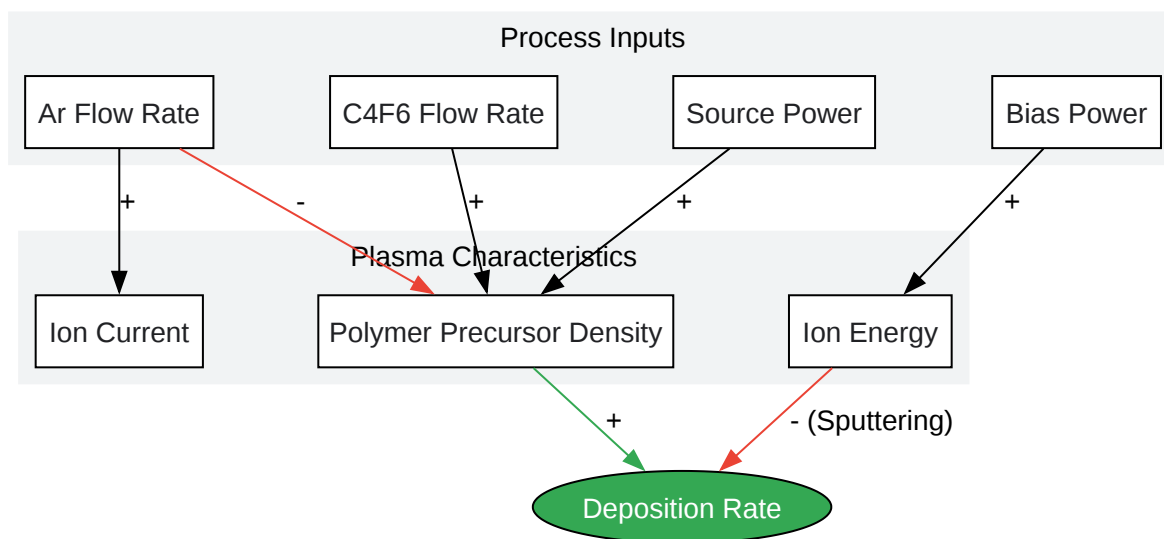 Process Inputs
Ar Flow Rate
C4F6 Flow Rate
Source Power
Bias Power
+
-
+
+
+
Plasma Characteristics
Ion Current
Polymer Precursor Density
Ion Energy
+
- (Sputtering)
Deposition Rate